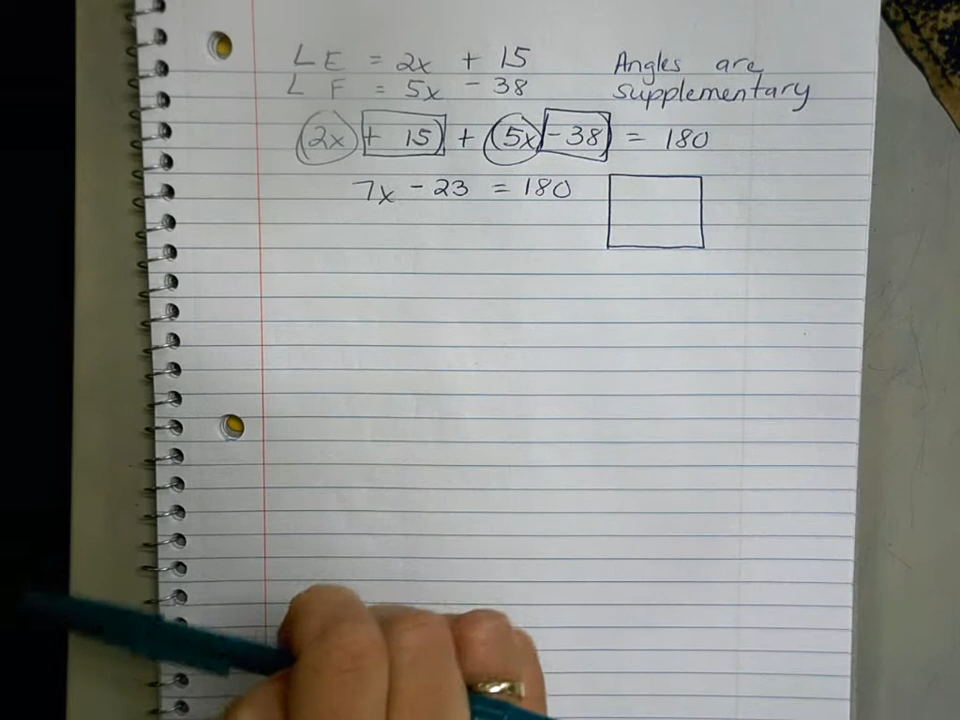 ∠ E = 2x + 15 Angles are
∠ F = 5x - 38 supplementary
(2x + 15) + (5x - 38) = 180
7x - 23 = 180